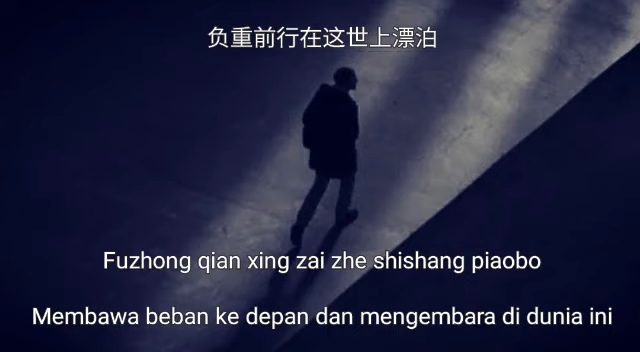 负重前行在这世上漂泊
Fuzhong qian xing zai zhe shishang piaobo
Membawa beban ke depan dan mengembara di dunia ini